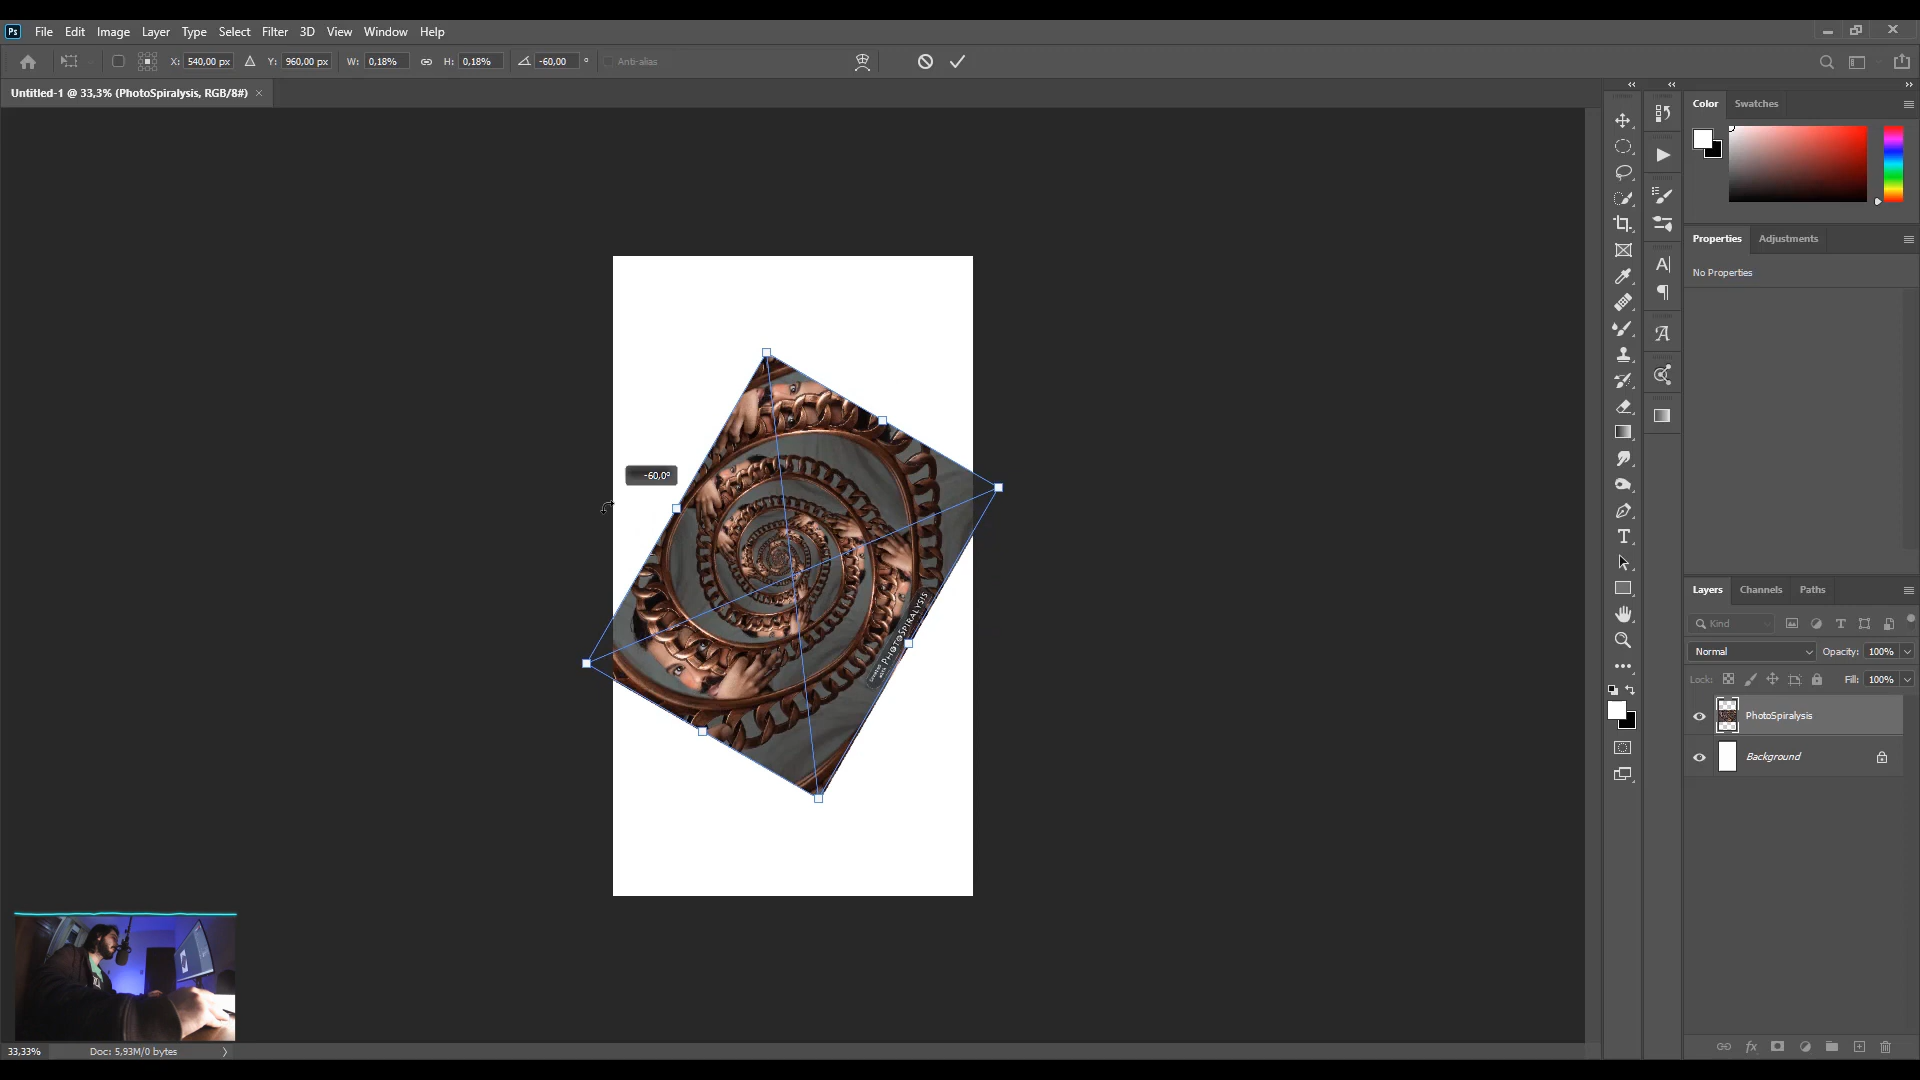 Ps File Edit Image Layer Type Select Filter 3D View Window Help
X: 540,00 px Y: 960,00 px W: 0,18% H: 0,18% -60,00 ° Anti-alias
Untitled-1 @ 33,3% (PhotoSpiralysis, RGB/8#) ×
Color Swatches
Properties Adjustments
No Properties
-60,0°
PHOTOSPIRALYSIS
Layers Channels Paths
Kind
Normal Opacity: 100%
Lock: Fill: 100%
PhotoSpiralysis
Background
33,33% Doc: 5,93M/0 bytes